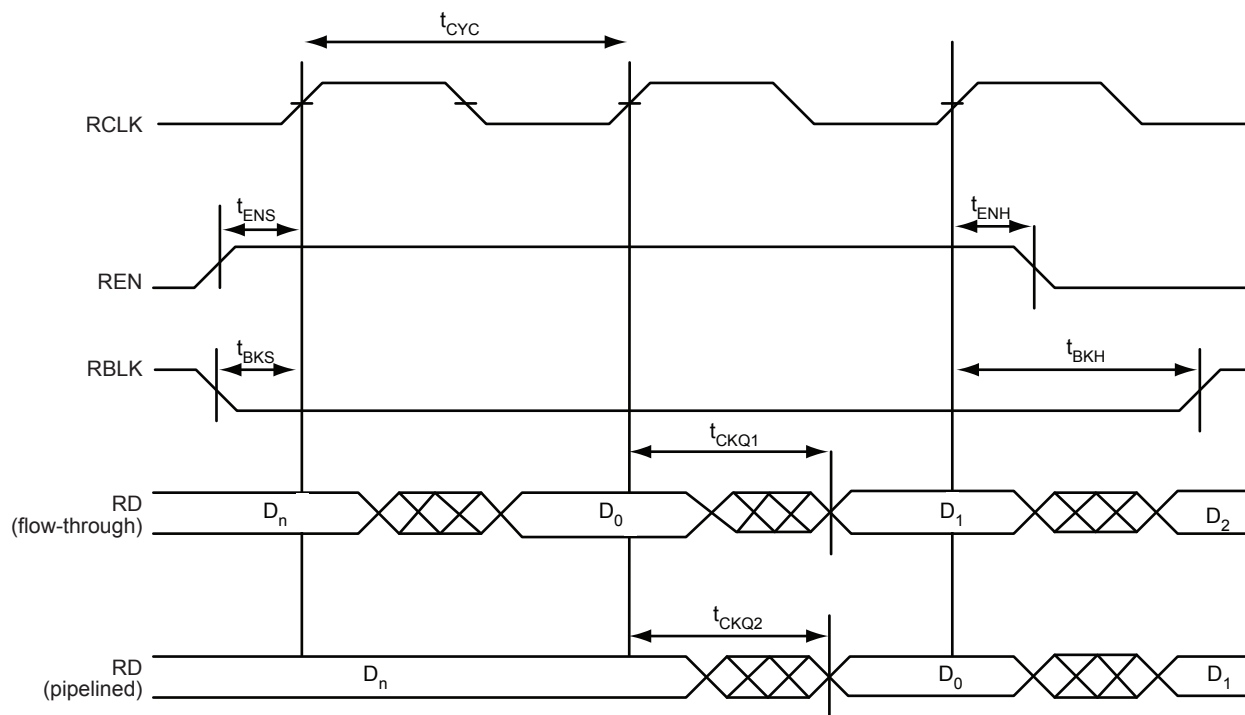 tCYC
RCLK
tENS
tENH
REN
tBKS
tBKH
RBLK
tCKQ1
RD
(flow-through)
Dn
D0
D1
D2
tCKQ2
RD
(pipelined)
Dn
D0
D1